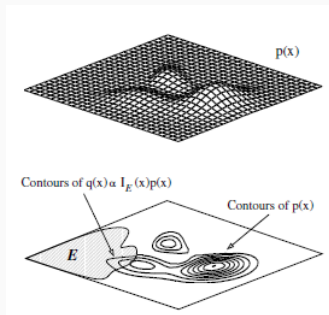 p(x)
Contours of q(x) α I_E (x)p(x)
Contours of p(x)
E